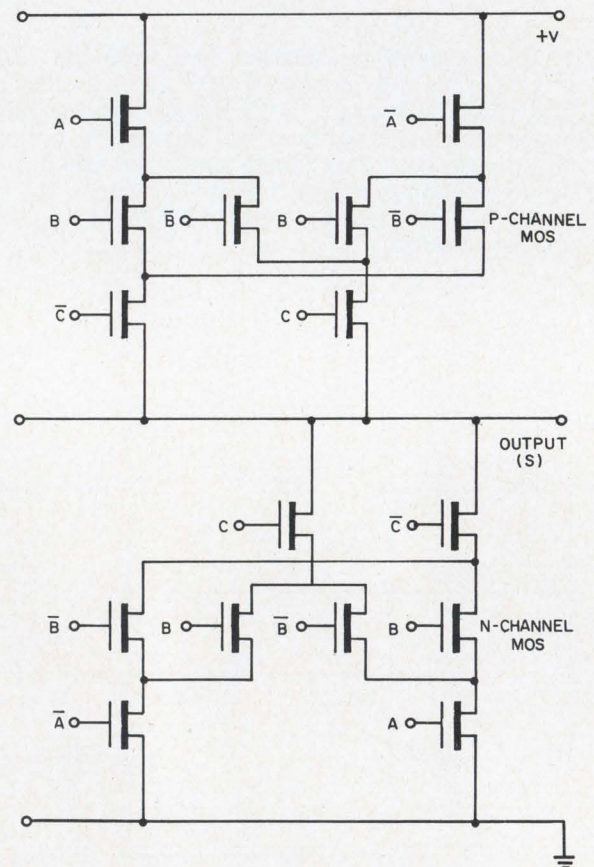 +V
A
A̅
B
B̅
B
B̅
P-CHANNEL
MOS
C̅
C
OUTPUT
(S)
C
C̅
B̅
B
B̅
B
N-CHANNEL
MOS
A̅
A